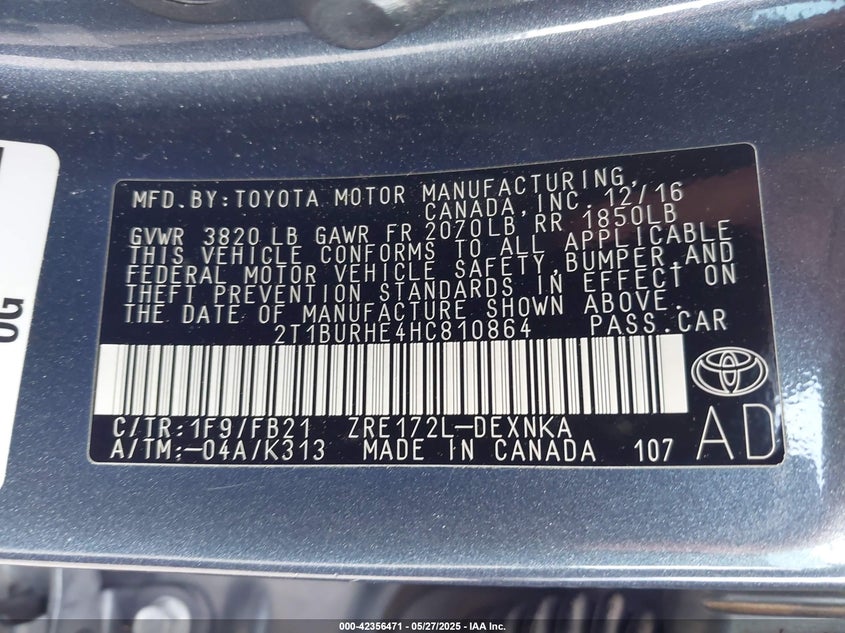 MFD.BY:TOYOTA MOTOR MANUFACTURING,
CANADA,INC. 12/16
GVWR 3820 LB GAWR FR 2070LB RR 1850LB
THIS VEHICLE CONFORMS TO ALL APPLICABLE
FEDERAL MOTOR VEHICLE SAFETY,BUMPER,AND
THEFT PREVENTION STANDARDS IN EFFECT ON
THE DATE OF MANUFACTURE SHOWN ABOVE.
2T1BURHE4HC810864 PASS.CAR
C/TR:1F9/FB21 ZRE172L-DEXNKA
A/TM:-04A/K313 MADE IN CANADA 107
AD
OG
000-42356471 - 05/27/2025 - IAA Inc.